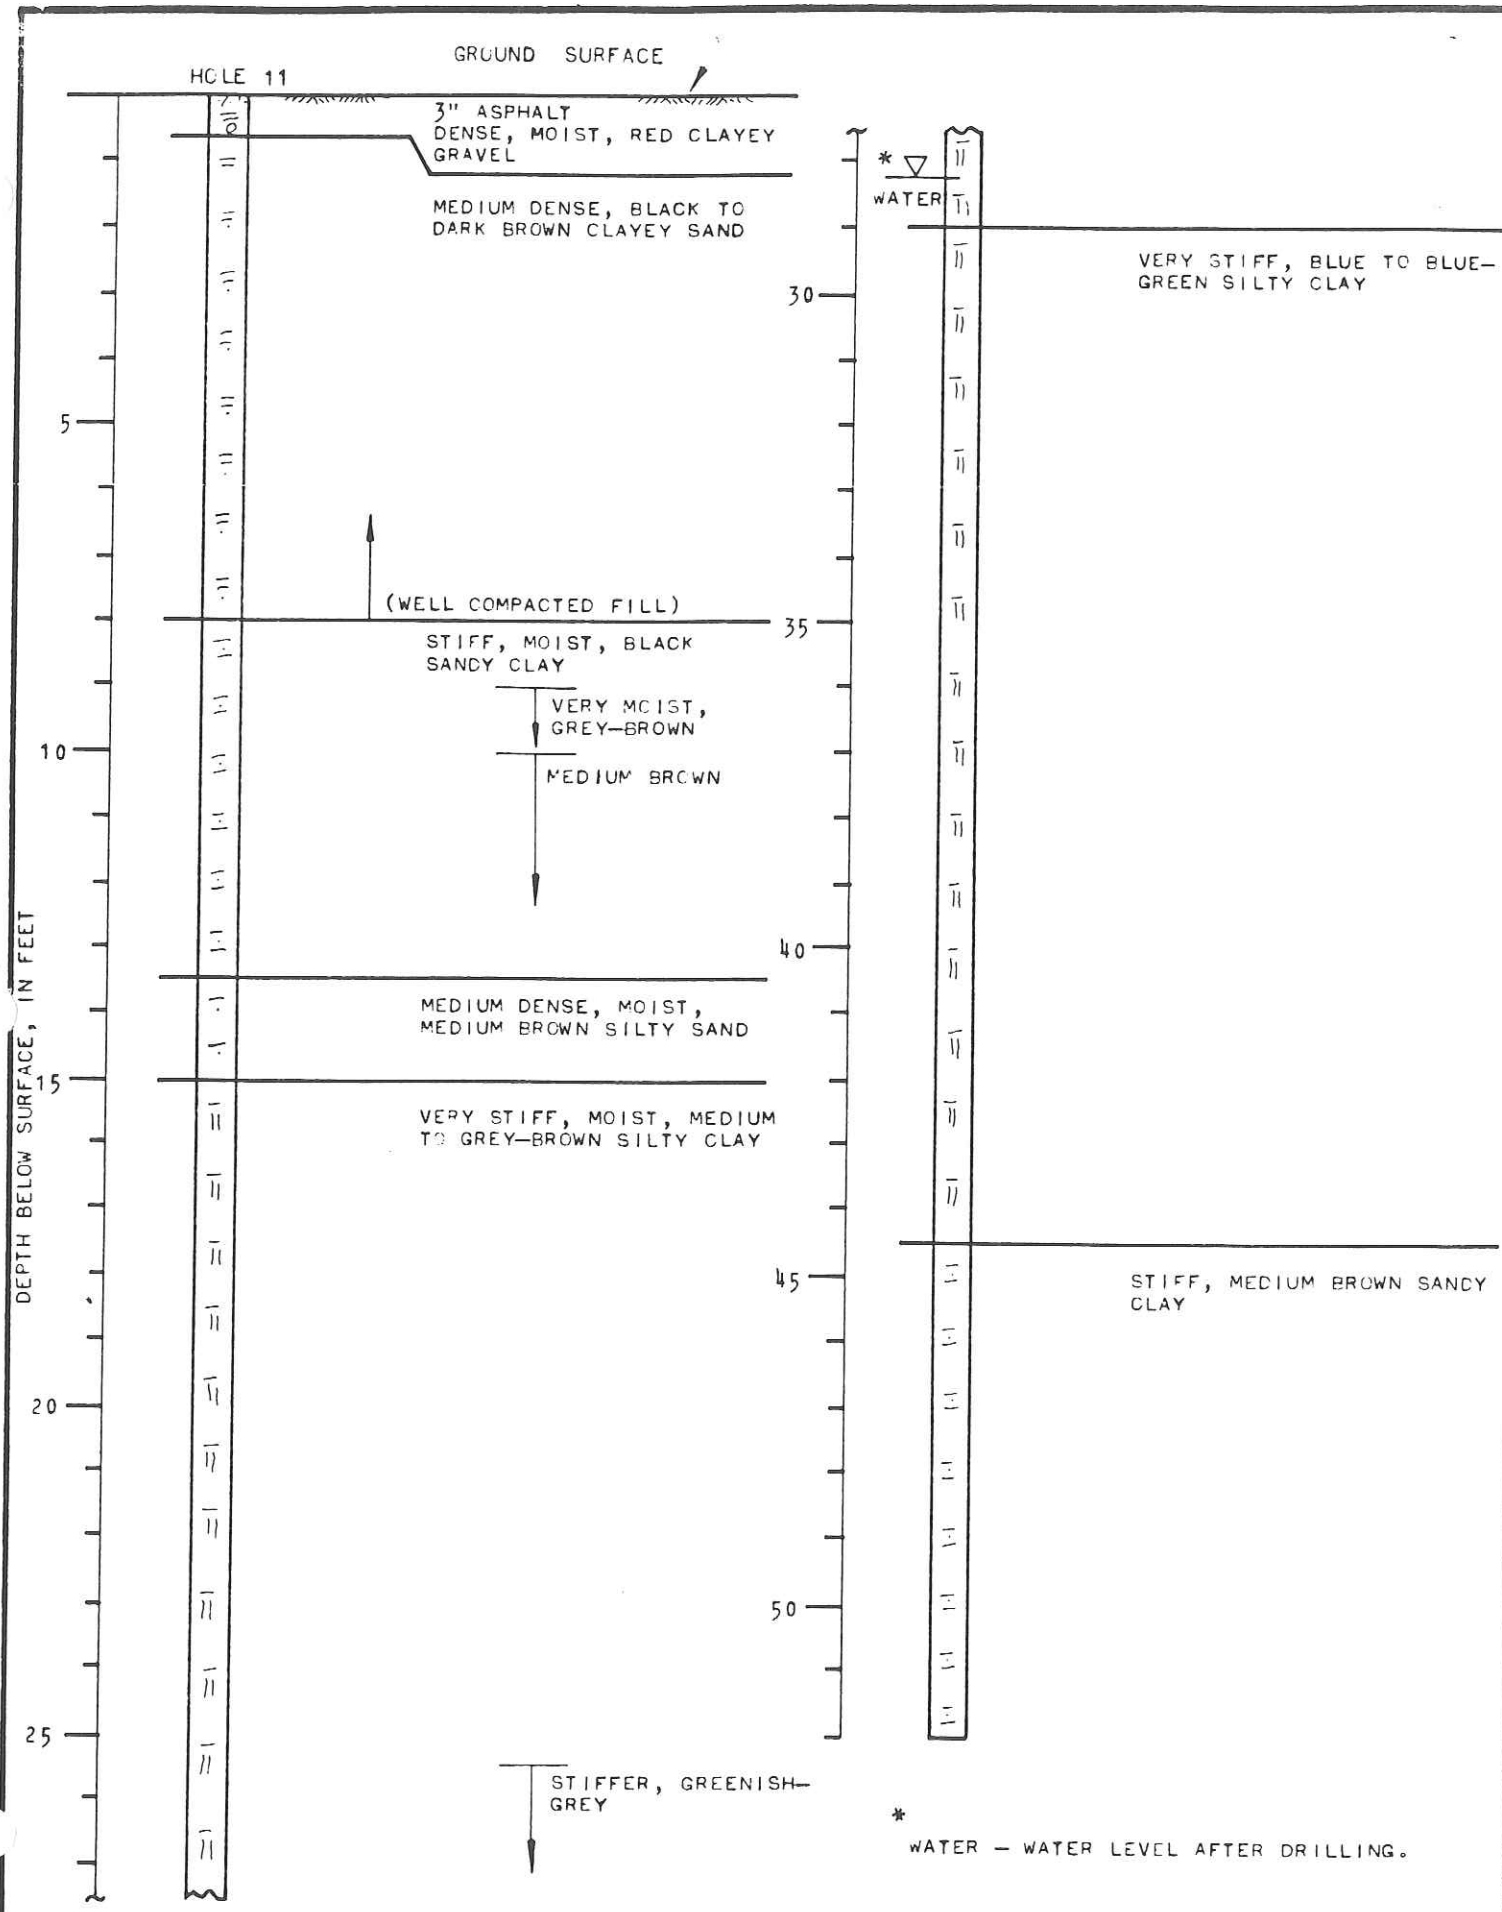 GROUND SURFACE
HOLE 11
3" ASPHALT
DENSE, MOIST, RED CLAYEY
GRAVEL
MEDIUM DENSE, BLACK TO
DARK BROWN CLAYEY SAND
5
(WELL COMPACTED FILL)
STIFF, MOIST, BLACK
SANDY CLAY
VERY MOIST,
GREY—BROWN
10
MEDIUM BROWN
DEPTH BELOW SURFACE, IN FEET
MEDIUM DENSE, MOIST,
MEDIUM BROWN SILTY SAND
15
VERY STIFF, MOIST, MEDIUM
TO GREY—BROWN SILTY CLAY
20
25
STIFFER, GREENISH—
GREY
*
WATER
VERY STIFF, BLUE TO BLUE—
GREEN SILTY CLAY
30
35
40
45
STIFF, MEDIUM BROWN SANDY
CLAY
50
*
WATER — WATER LEVEL AFTER DRILLING.